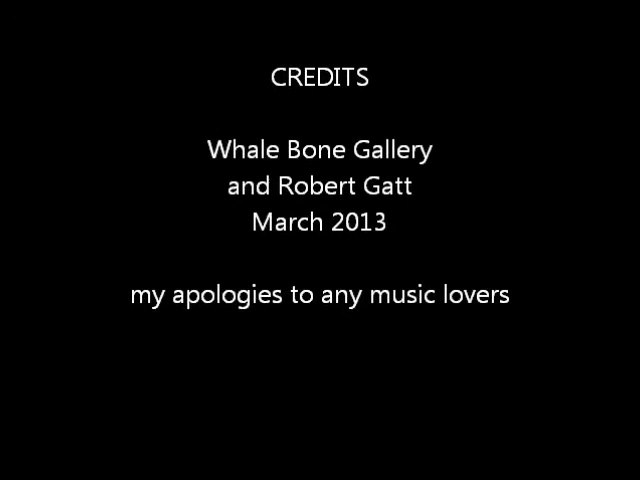 CREDITS
Whale Bone Gallery
and Robert Gatt
March 2013
my apologies to any music lovers